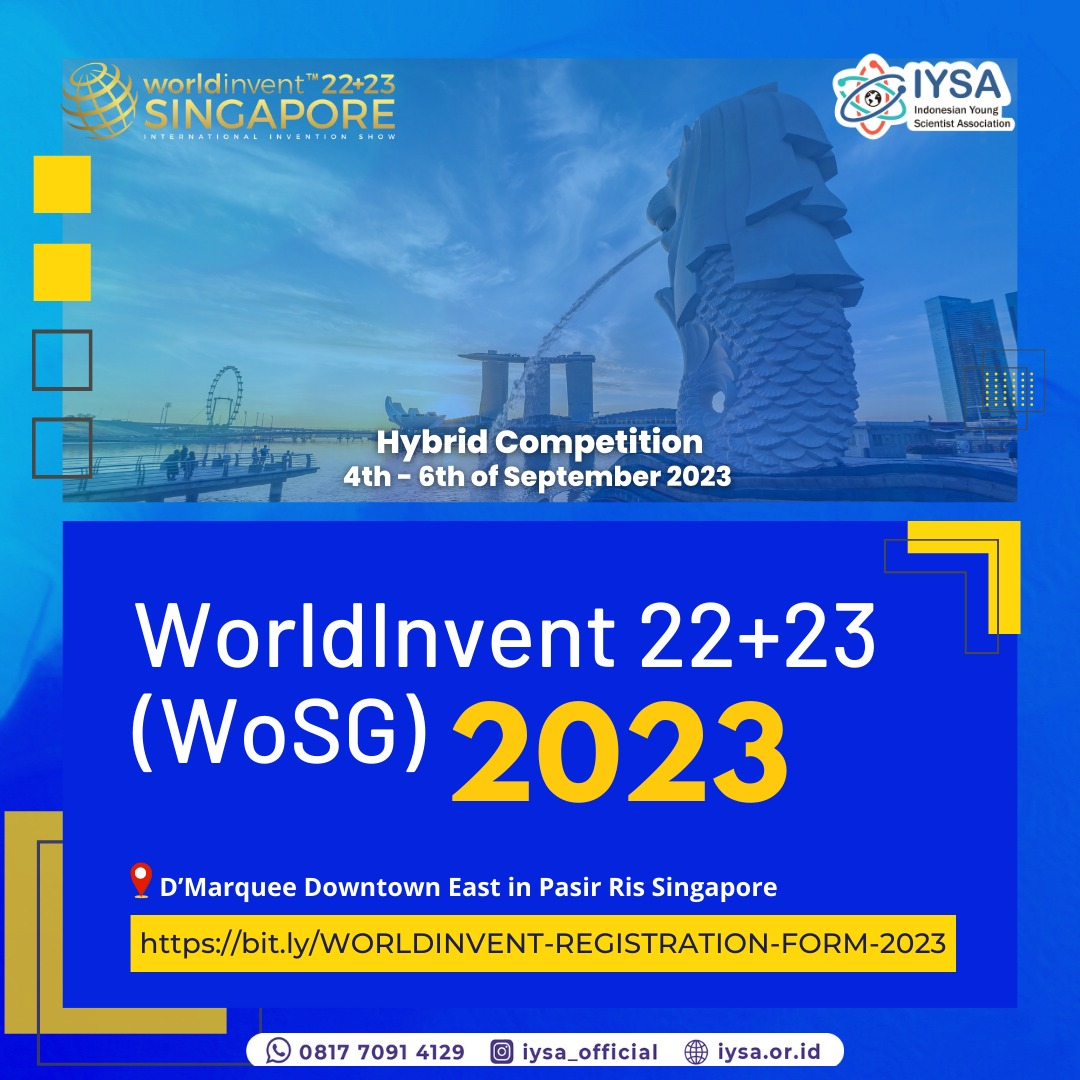 worldinvent™ 22+23
SINGAPORE
INTERNATIONAL INVENTION SHOW
IYSA
Indonesian Young
Scientist Association
Hybrid Competition
4th - 6th of September 2023
WorldInvent 22+23
(WoSG) 2023
D'Marquee Downtown East in Pasir Ris Singapore
https://bit.ly/WORLDINVENT-REGISTRATION-FORM-2023
0817 7091 4129 iysa_official iysa.or.id